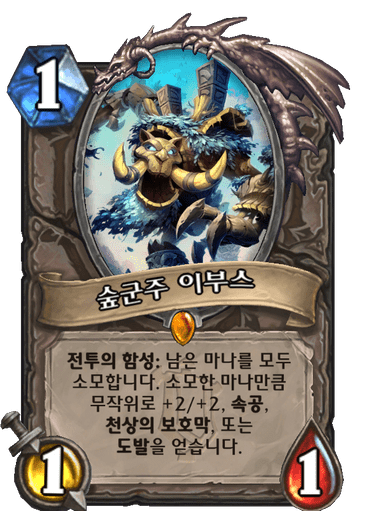 1
숲군주 이부스
전투의 함성: 남은 마나를 모두
소모합니다. 소모한 마나만큼
무작위로 +2/+2, 속공,
천상의 보호막, 또는
도발을 얻습니다.
1
1